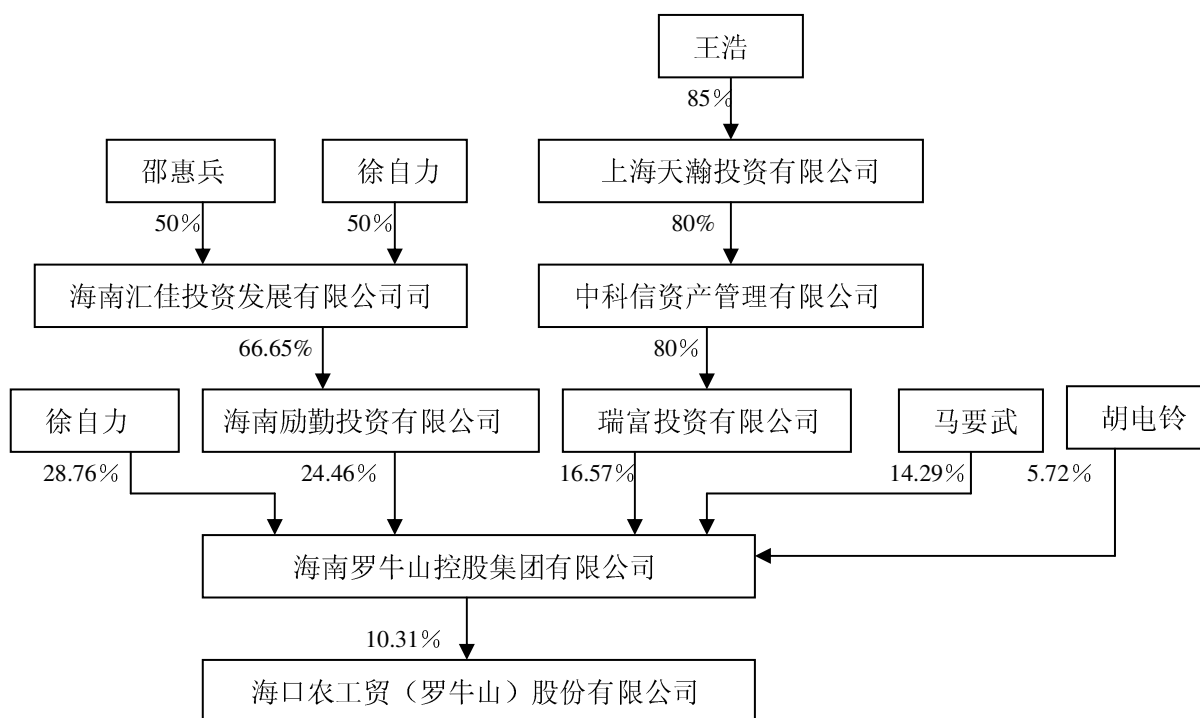 王浩
85%
邵惠兵
徐自力
上海天瀚投资有限公司
50%
50%
80%
海南汇佳投资发展有限公司司
中科信资产管理有限公司
66.65%
80%
徐自力
海南励勤投资有限公司
瑞富投资有限公司
马要武
胡电铃
28.76%
24.46%
16.57%
14.29%
5.72%
海南罗牛山控股集团有限公司
10.31%
海口农工贸（罗牛山）股份有限公司